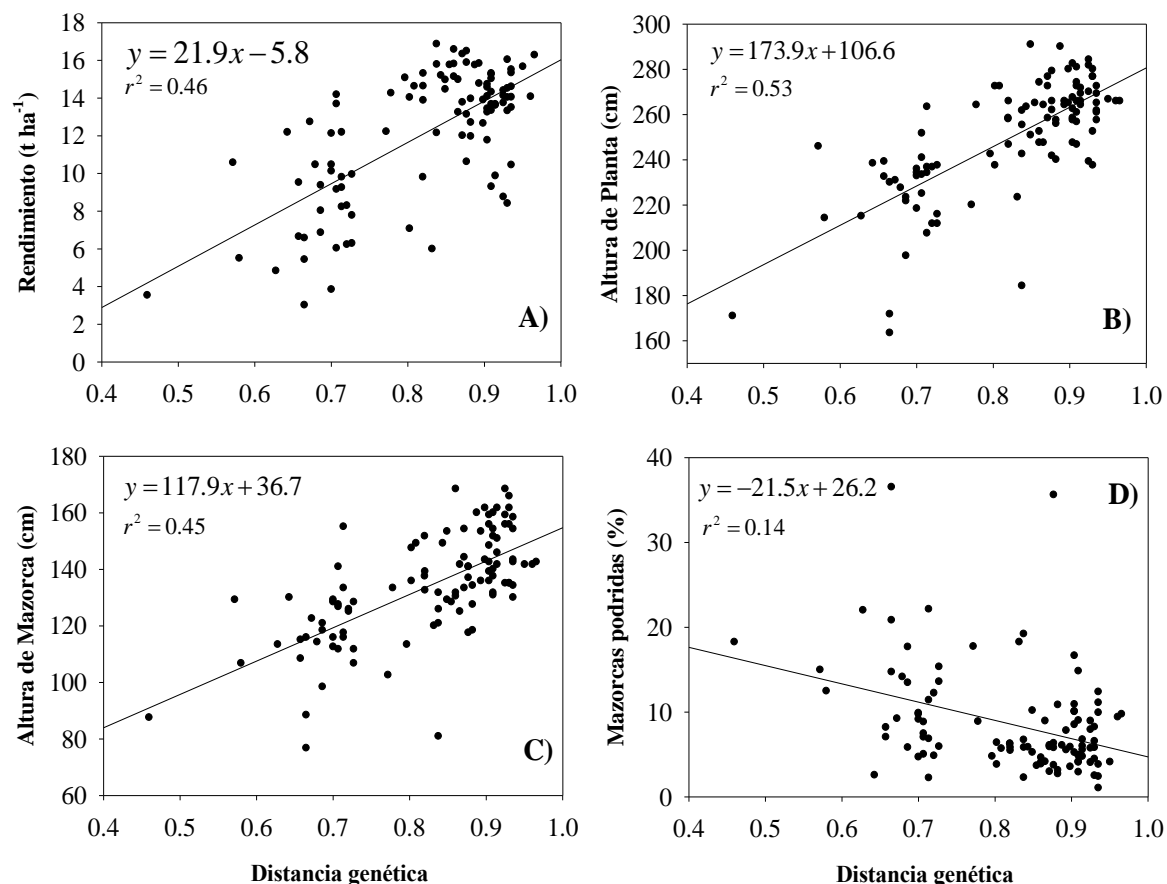 Rendimiento (t ha⁻¹)
18
16
14
12
10
8
6
4
2
0
y = 21.9x − 5.8
r² = 0.46
A)
0.4 0.5 0.6 0.7 0.8 0.9 1.0
Altura de Planta (cm)
300
280
260
240
220
200
180
160
y = 173.9x + 106.6
r² = 0.53
B)
0.4 0.5 0.6 0.7 0.8 0.9 1.0
Altura de Mazorca (cm)
180
160
140
120
100
80
60
y = 117.9x + 36.7
r² = 0.45
C)
0.4 0.5 0.6 0.7 0.8 0.9 1.0
Distancia genética
Mazorcas podridas (%)
40
30
20
10
0
y = −21.5x + 26.2
r² = 0.14
D)
0.4 0.5 0.6 0.7 0.8 0.9 1.0
Distancia genética